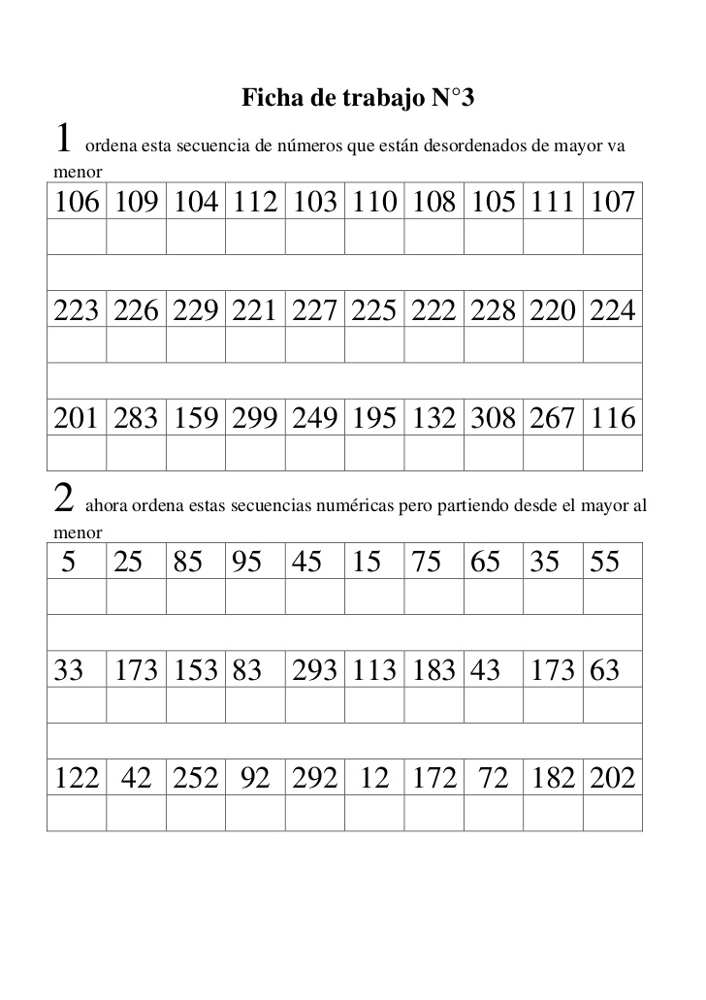 Ficha de trabajo N°3
1 ordena esta secuencia de números que están desordenados de mayor va
menor
106 109 104 112 103 110 108 105 111 107
223 226 229 221 227 225 222 228 220 224
201 283 159 299 249 195 132 308 267 116
2 ahora ordena estas secuencias numéricas pero partiendo desde el mayor al
menor
5 25 85 95 45 15 75 65 35 55
33 173 153 83 293 113 183 43 173 63
122 42 252 92 292 12 172 72 182 202